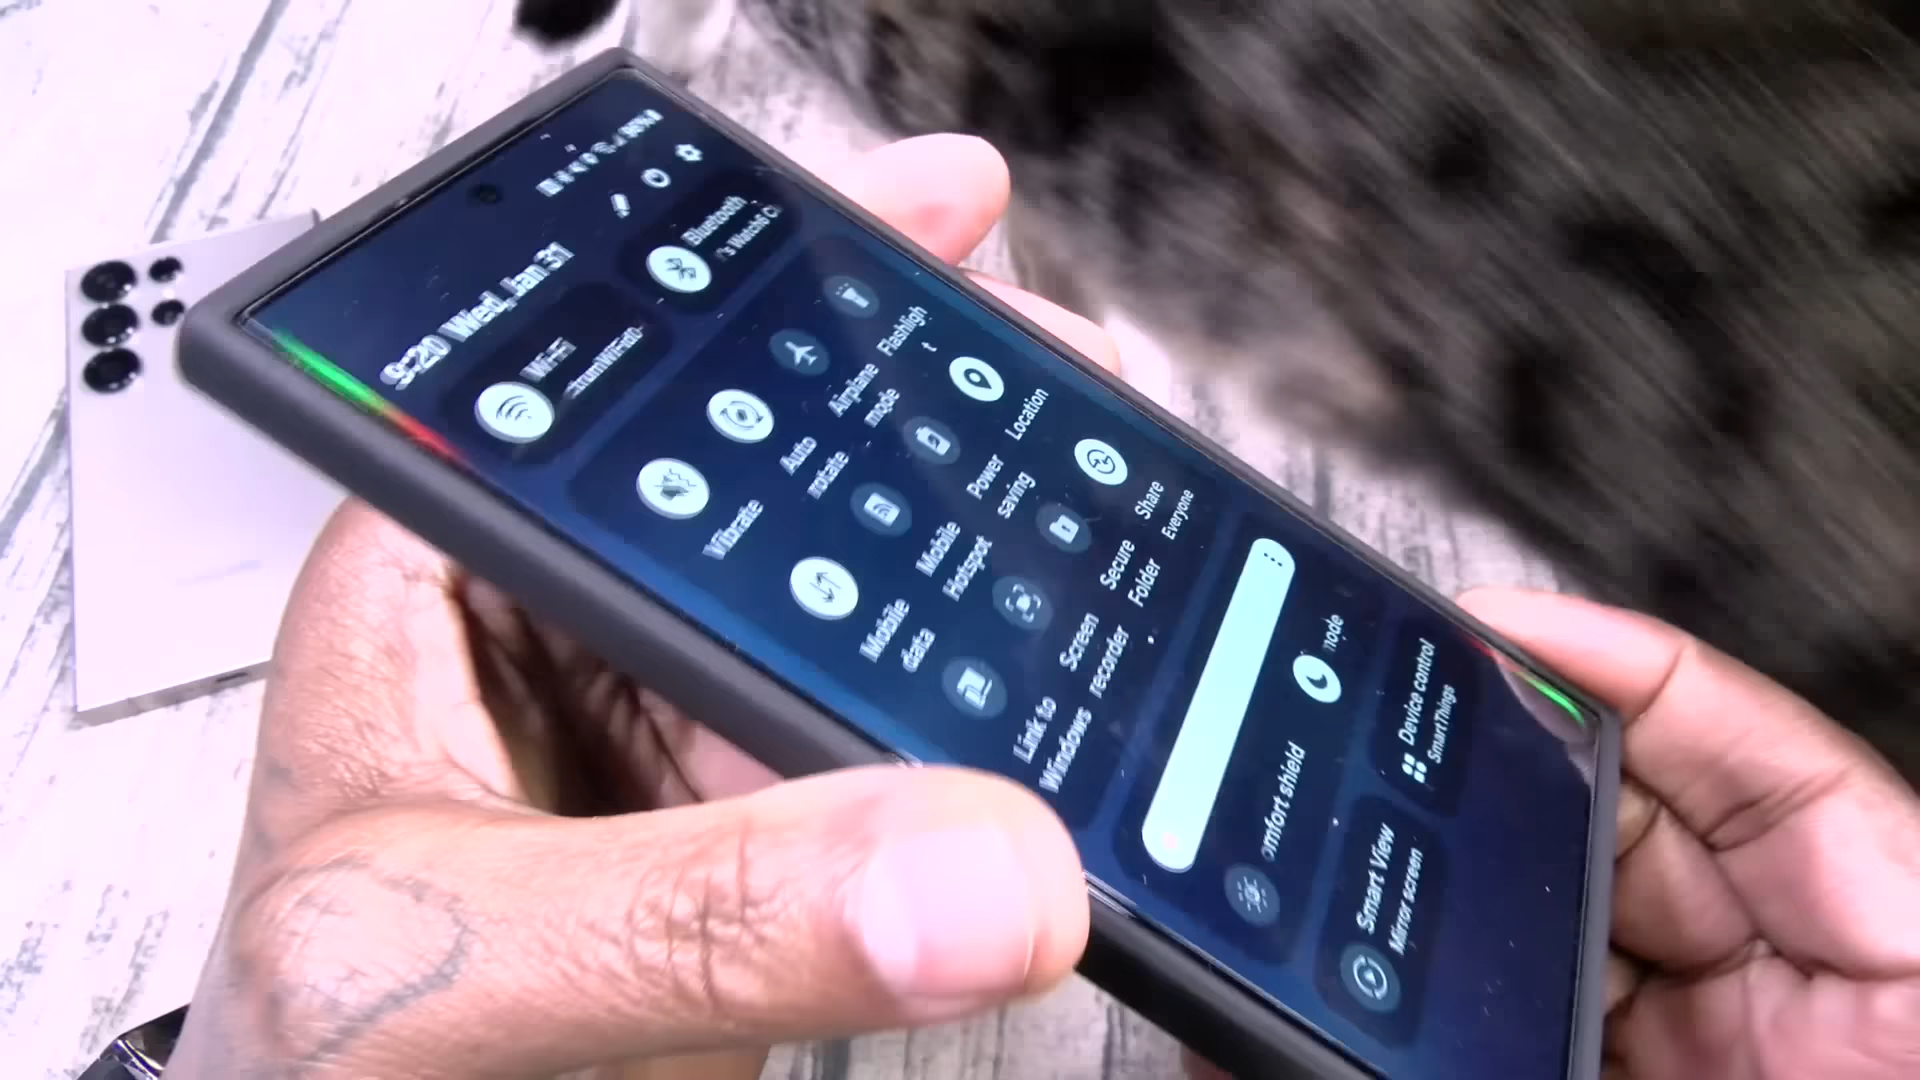 9:20 Wed, Jan 31
Wi-Fi
Bluetooth
Vibrate
Auto
rotate
Airplane
mode
Flashligh
t
Mobile
data
Mobile
Hotspot
Power
saving
Location
Link to
Windows
Screen
recorder
Secure
Folder
Share
Everyone
omfort shield
mode
Smart View
Mirror screen
Device control
SmartThings